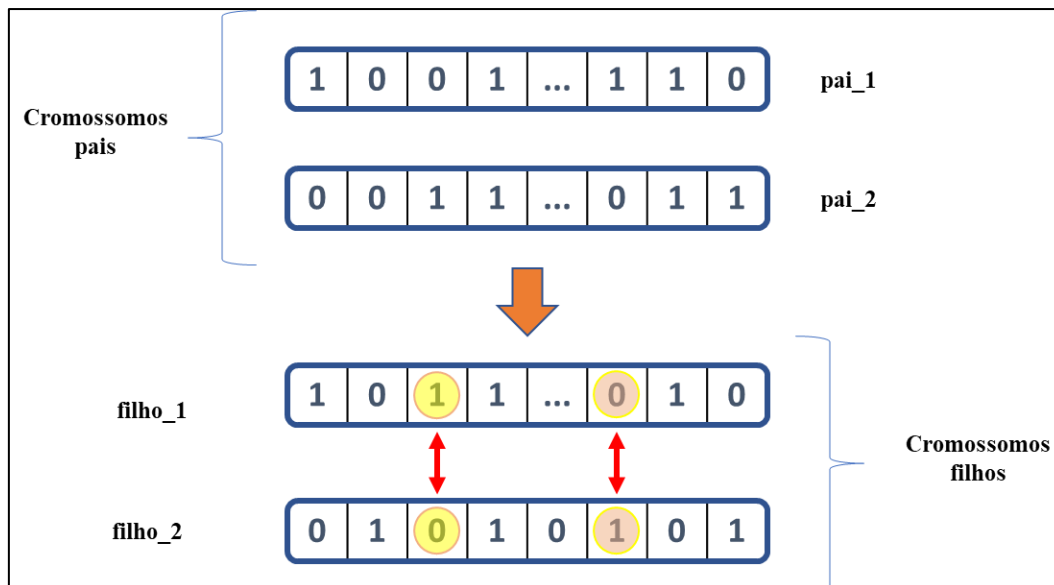 1 0 0 1 ... 1 1 0
pai_1
Cromossomos
pais
0 0 1 1 ... 0 1 1
pai_2
filho_1
1 0 1 1 ... 0 1 0
Cromossomos
filhos
filho_2
0 1 0 1 0 1 0 1